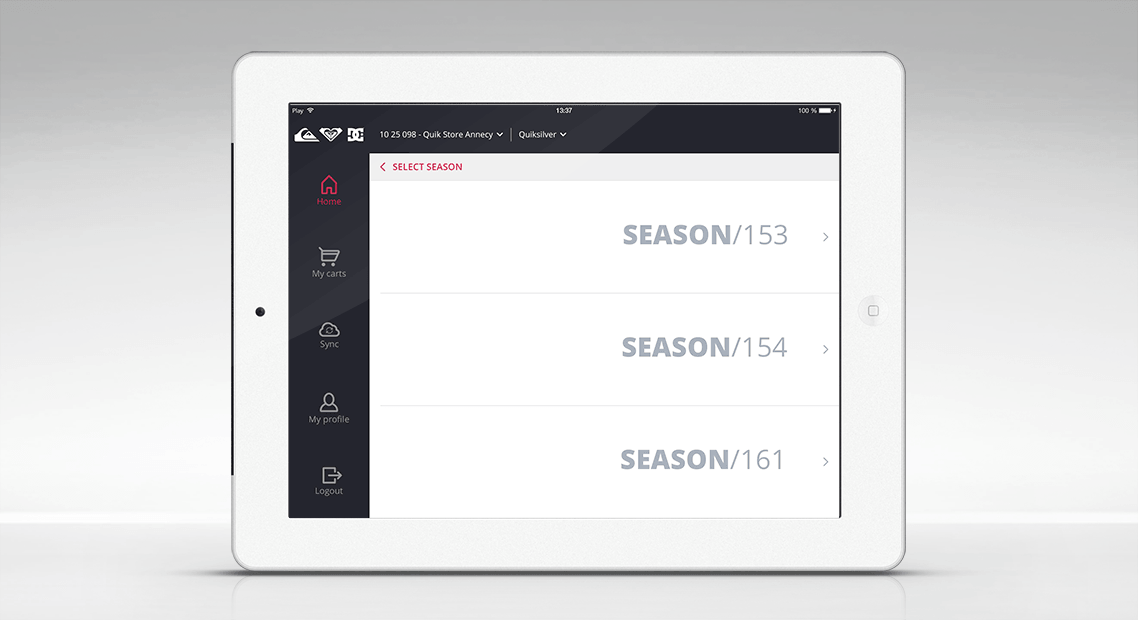 Play
13:37
100 %
DC
10 25 098 - Quik Store Annecy
Quiksilver
SELECT SEASON
Home
My carts
Sync
My profile
Logout
SEASON/153
SEASON/154
SEASON/161